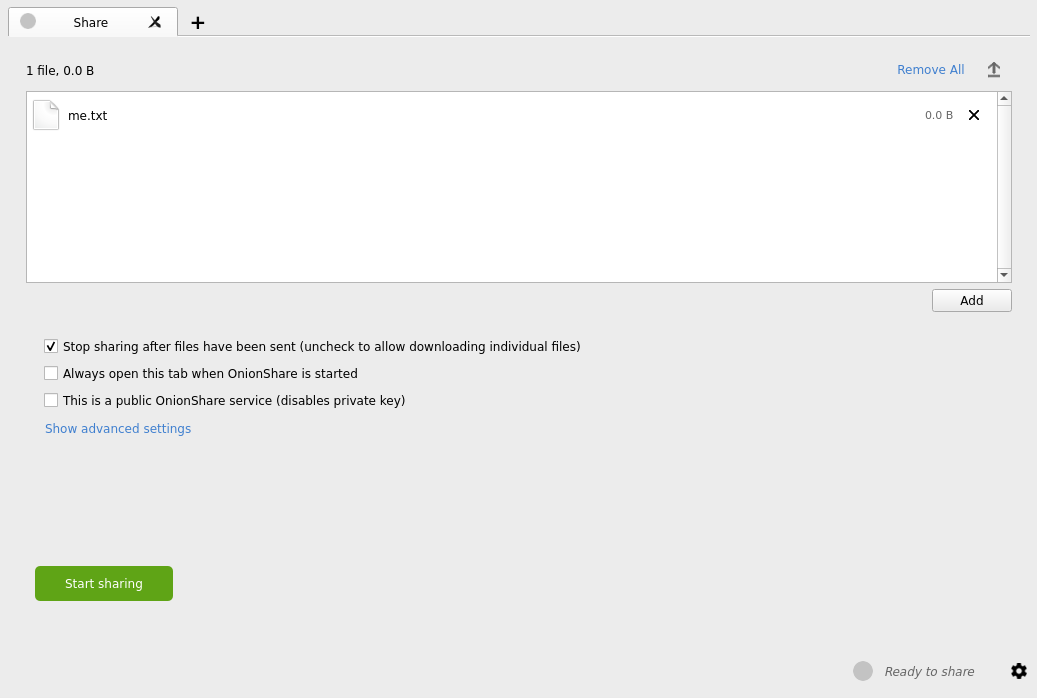 Share
1 file, 0.0 B
Remove All
me.txt
0.0 B
Add
Stop sharing after files have been sent (uncheck to allow downloading individual files)
Always open this tab when OnionShare is started
This is a public OnionShare service (disables private key)
Show advanced settings
Start sharing
Ready to share